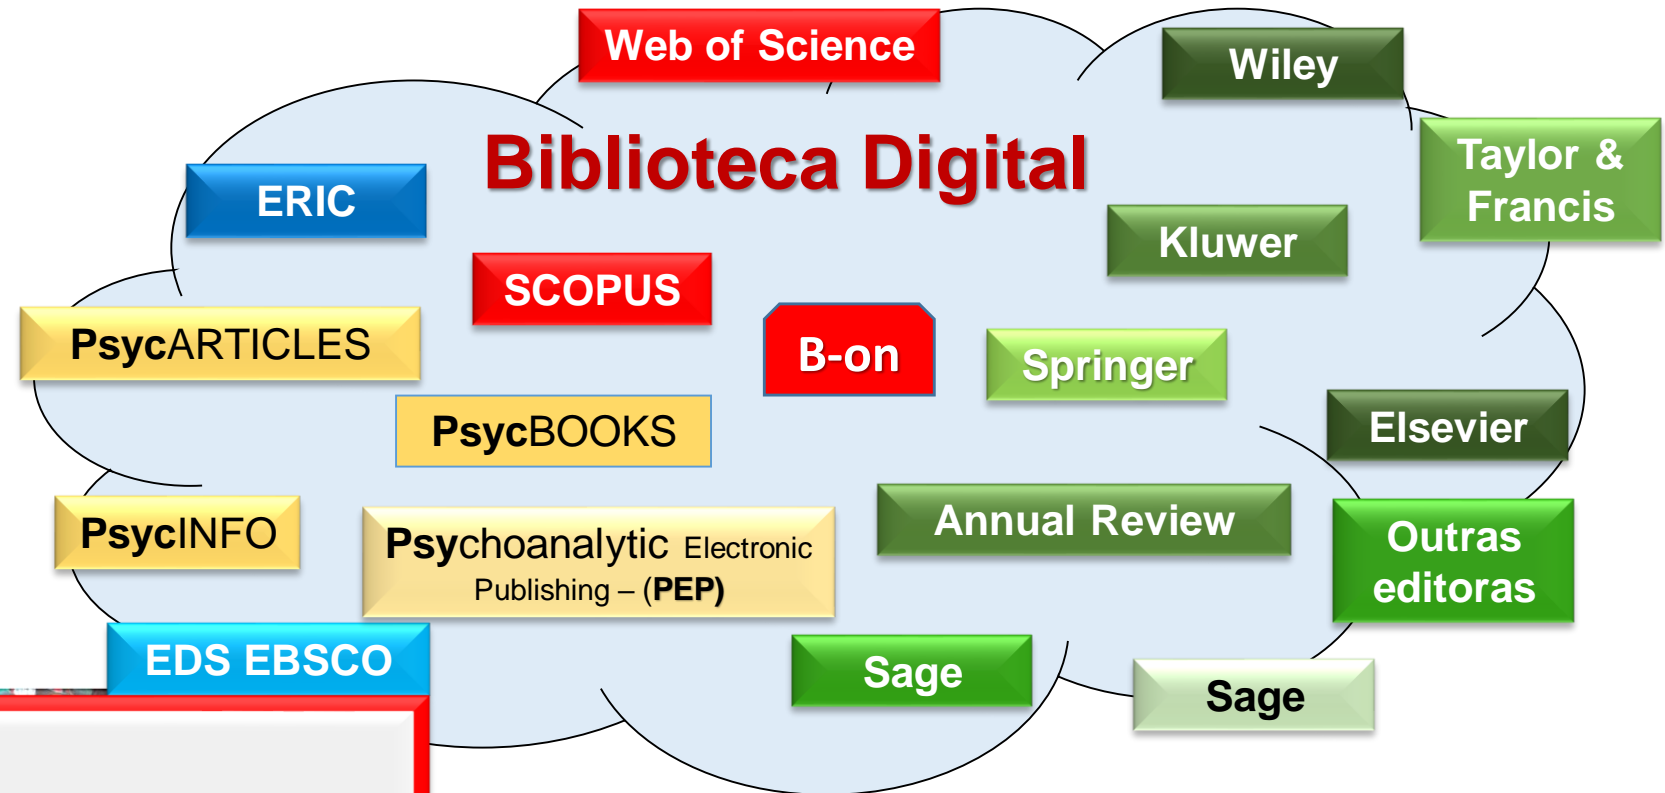 Web of Science
Wiley
Biblioteca Digital
Taylor &
Francis
ERIC
Kluwer
SCOPUS
PsycARTICLES
B-on
Springer
PsycBOOKS
Elsevier
PsycINFO
Annual Review
Psychoanalytic Electronic
Publishing – (PEP)
Outras
editoras
EDS EBSCO
Sage
Sage